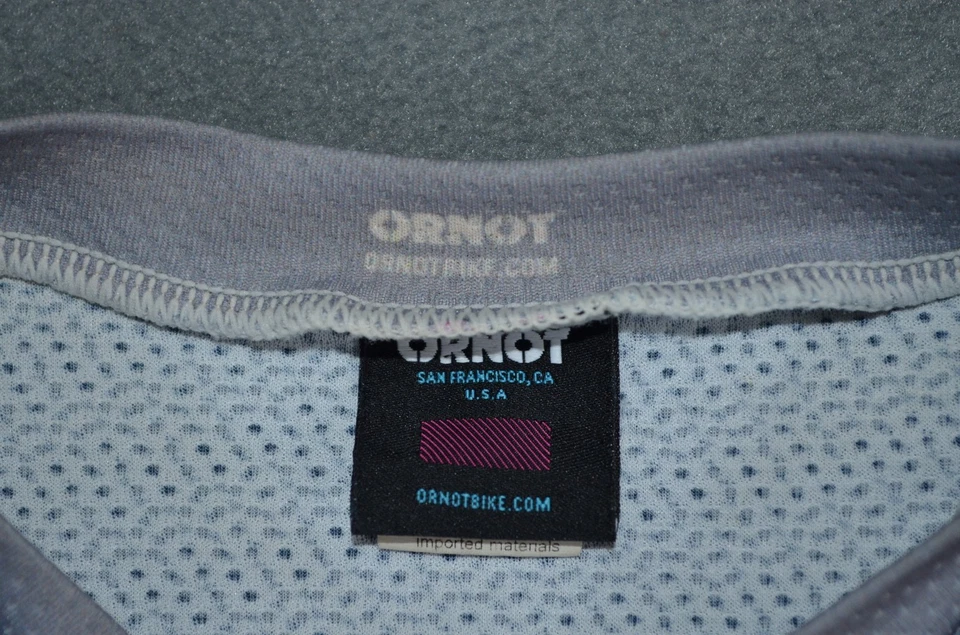 ORNOT
ORNOTBIKE.COM
ORNOT
SAN FRANCISCO, CA
U.S.A
ORNOTBIKE.COM
imported materials